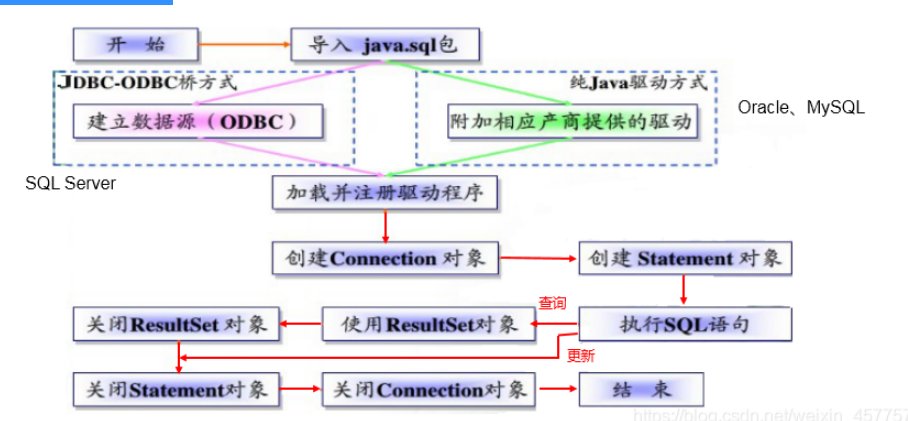 开 始
导入 java.sql包
JDBC-ODBC桥方式
纯Java驱动方式
建立数据源（ODBC）
附加相应产商提供的驱动
Oracle、MySQL
SQL Server
加载并注册驱动程序
创建Connection 对象
创建 Statement 对象
查询
关闭ResultSet 对象
使用ResultSet对象
执行SQL语句
更新
关闭Statement对象
关闭Connection对象
结 束
https://blog.csdn.net/weixin_457757